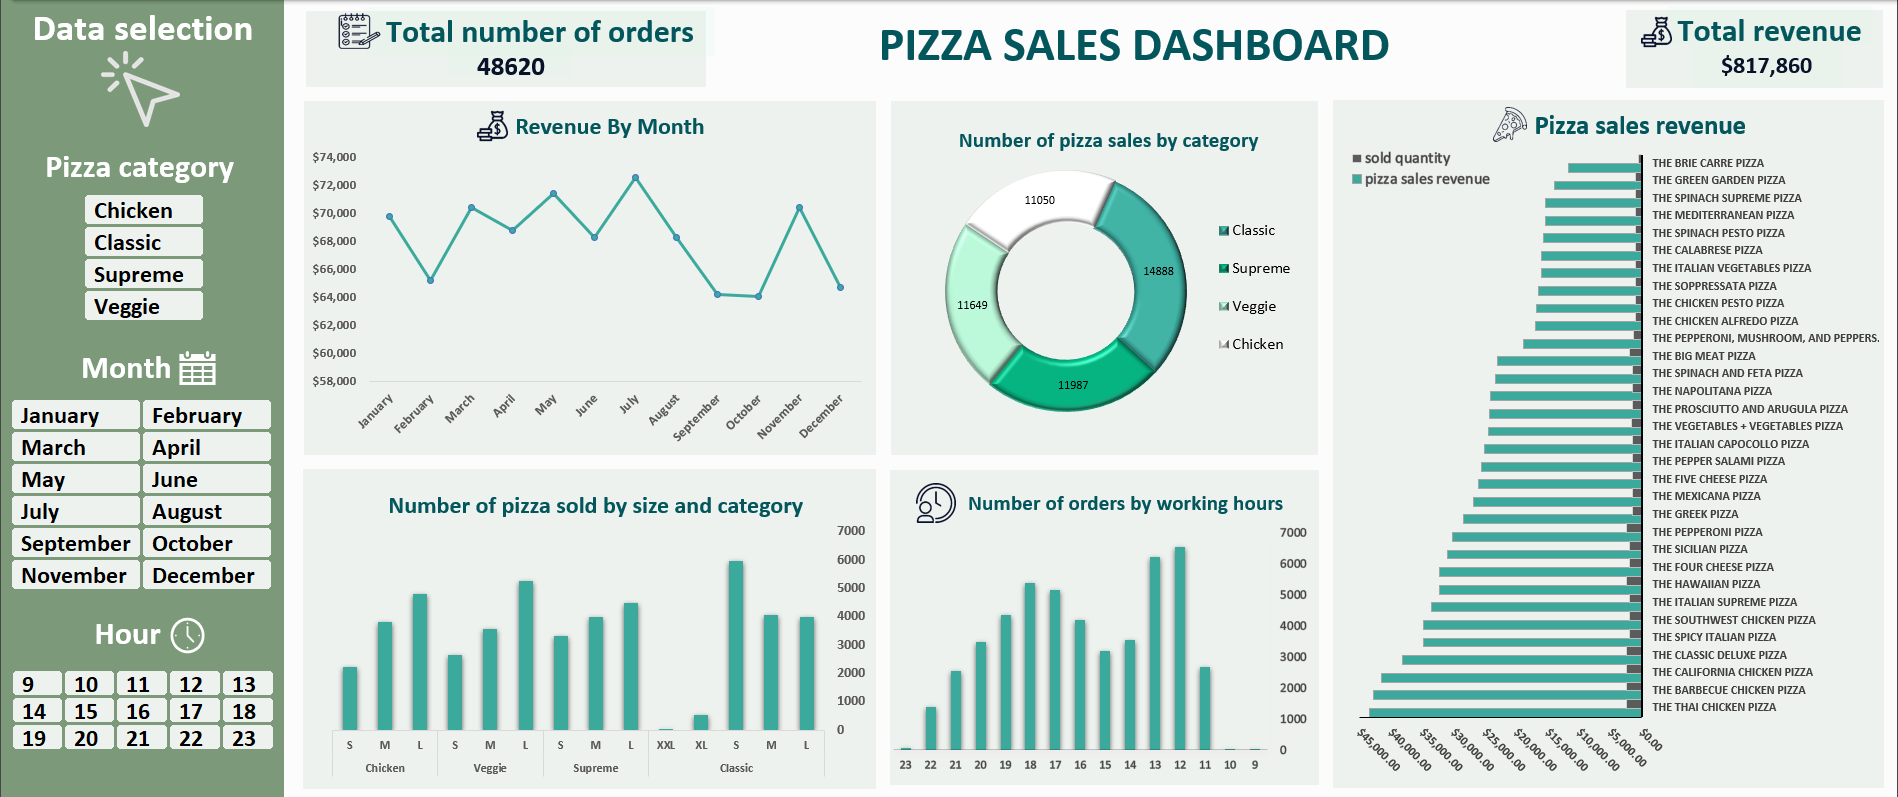 Data selection
Pizza category
Chicken
Classic
Supreme
Veggie
Month
January February
March April
May June
July August
September October
November December
Hour
9 10 11 12 13
14 15 16 17 18
19 20 21 22 23
Total number of orders
48620
PIZZA SALES DASHBOARD
Total revenue
$817,860
Revenue By Month
$74,000
$72,000
$70,000
$68,000
$66,000
$64,000
$62,000
$60,000
$58,000
January February March April May June July August September October November December
Number of pizza sales by category
11050
14888
11649
11987
Classic
Supreme
Veggie
Chicken
Pizza sales revenue
sold quantity
pizza sales revenue
THE BRIE CARRE PIZZA
THE GREEN GARDEN PIZZA
THE SPINACH SUPREME PIZZA
THE MEDITERRANEAN PIZZA
THE SPINACH PESTO PIZZA
THE CALABRESE PIZZA
THE ITALIAN VEGETABLES PIZZA
THE SOPPRESSATA PIZZA
THE CHICKEN PESTO PIZZA
THE CHICKEN ALFREDO PIZZA
THE PEPPERONI, MUSHROOM, AND PEPPERS.
THE BIG MEAT PIZZA
THE SPINACH AND FETA PIZZA
THE NAPOLITANA PIZZA
THE PROSCIUTTO AND ARUGULA PIZZA
THE VEGETABLES + VEGETABLES PIZZA
THE ITALIAN CAPOCOLLO PIZZA
THE PEPPER SALAMI PIZZA
THE FIVE CHEESE PIZZA
THE MEXICANA PIZZA
THE GREEK PIZZA
THE PEPPERONI PIZZA
THE SICILIAN PIZZA
THE FOUR CHEESE PIZZA
THE HAWAIIAN PIZZA
THE ITALIAN SUPREME PIZZA
THE SOUTHWEST CHICKEN PIZZA
THE SPICY ITALIAN PIZZA
THE CLASSIC DELUXE PIZZA
THE CALIFORNIA CHICKEN PIZZA
THE BARBECUE CHICKEN PIZZA
THE THAI CHICKEN PIZZA
$45,000.00 $40,000.00 $35,000.00 $30,000.00 $25,000.00 $20,000.00 $15,000.00 $10,000.00 $5,000.00 $0.00
Number of pizza sold by size and category
7000
6000
5000
4000
3000
2000
1000
0
S M L S M L S M L XXL XL S M L
Chicken Veggie Supreme Classic
Number of orders by working hours
7000
6000
5000
4000
3000
2000
1000
0
23 22 21 20 19 18 17 16 15 14 13 12 11 10 9